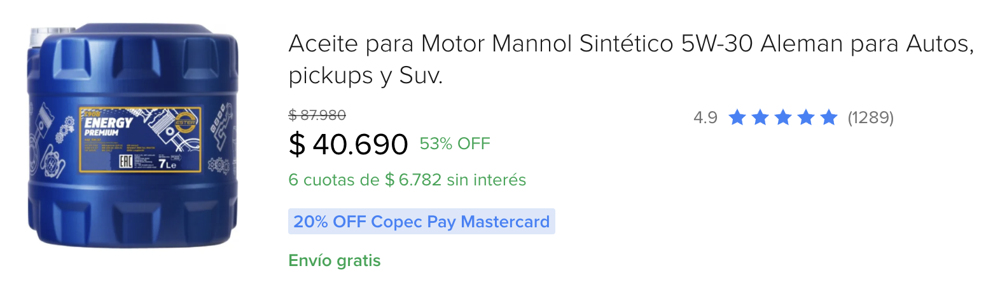 Aceite para Motor Mannol Sintético 5W-30 Aleman para Autos,
pickups y Suv.
$ 87.980
4.9 (1289)
$ 40.690 53% OFF
6 cuotas de $ 6.782 sin interés
20% OFF Copec Pay Mastercard
Envío gratis
ENERGY
PREMIUM
ESTER
EAC
7Le